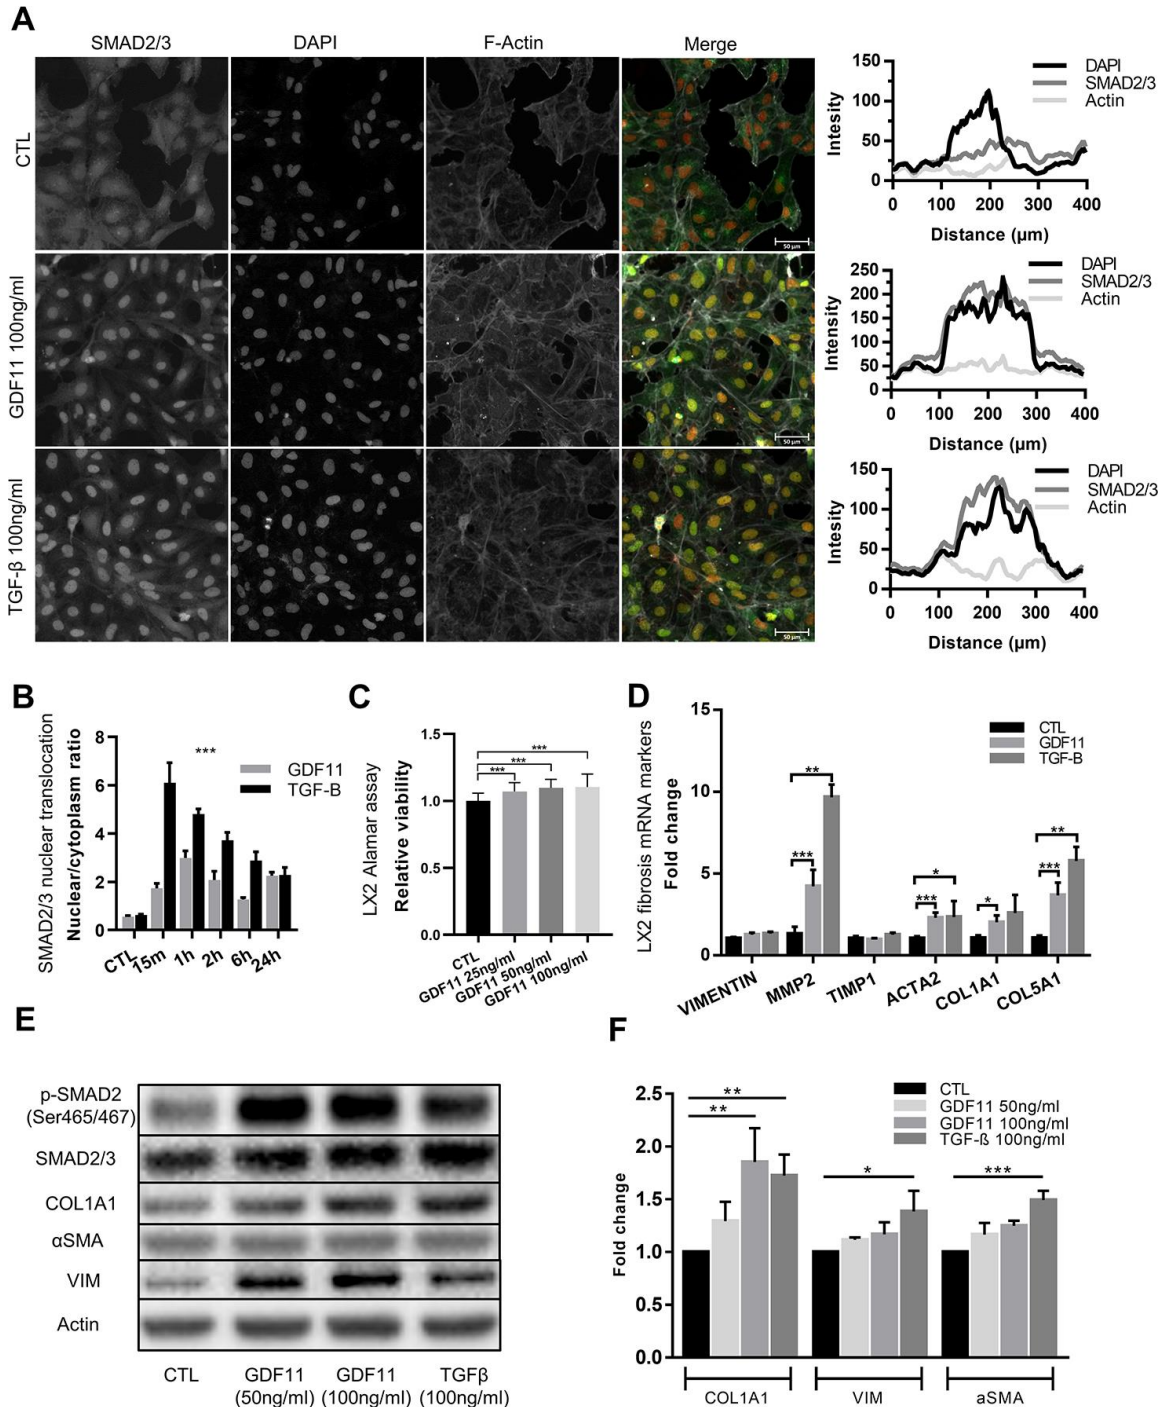 A
SMAD2/3
DAPI
F-Actin
Merge
CTL
GDF11 100ng/ml
TGF-β 100ng/ml
50 µm
50 µm
50 µm
150
100
50
0
Intesity
DAPI
SMAD2/3
Actin
0 100 200 300 400
Distance (µm)
250
200
150
100
50
0
Intensity
DAPI
SMAD2/3
Actin
0 100 200 300 400
Distance (µm)
150
100
50
0
Intesity
DAPI
SMAD2/3
Actin
0 100 200 300 400
Distance (µm)
B
SMAD2/3 nuclear translocation
Nuclear/cytoplasm ratio
8
6
4
2
0
***
GDF11
TGF-B
CTL 15m 1h 2h 6h 24h
C
LX2 Alamar assay
Relative viability
1.5
1.0
0.5
0.0
***
***
***
CTL
GDF11 25ng/ml
GDF11 50ng/ml
GDF11 100ng/ml
D
LX2 fibrosis mRNA markers
Fold change
15
10
5
0
CTL
GDF11
TGF-B
**
***
*
***
*
**
***
VIMENTIN MMP2 TIMP1 ACTA2 COL1A1 COL5A1
E
p-SMAD2
(Ser465/467)
SMAD2/3
COL1A1
αSMA
VIM
Actin
CTL GDF11 GDF11 TGFβ
(50ng/ml) (100ng/ml) (100ng/ml)
F
Fold change
2.5
2.0
1.5
1.0
0.5
0.0
CTL
GDF11 50ng/ml
GDF11 100ng/ml
TGF-ß 100ng/ml
**
**
*
***
COL1A1 VIM aSMA